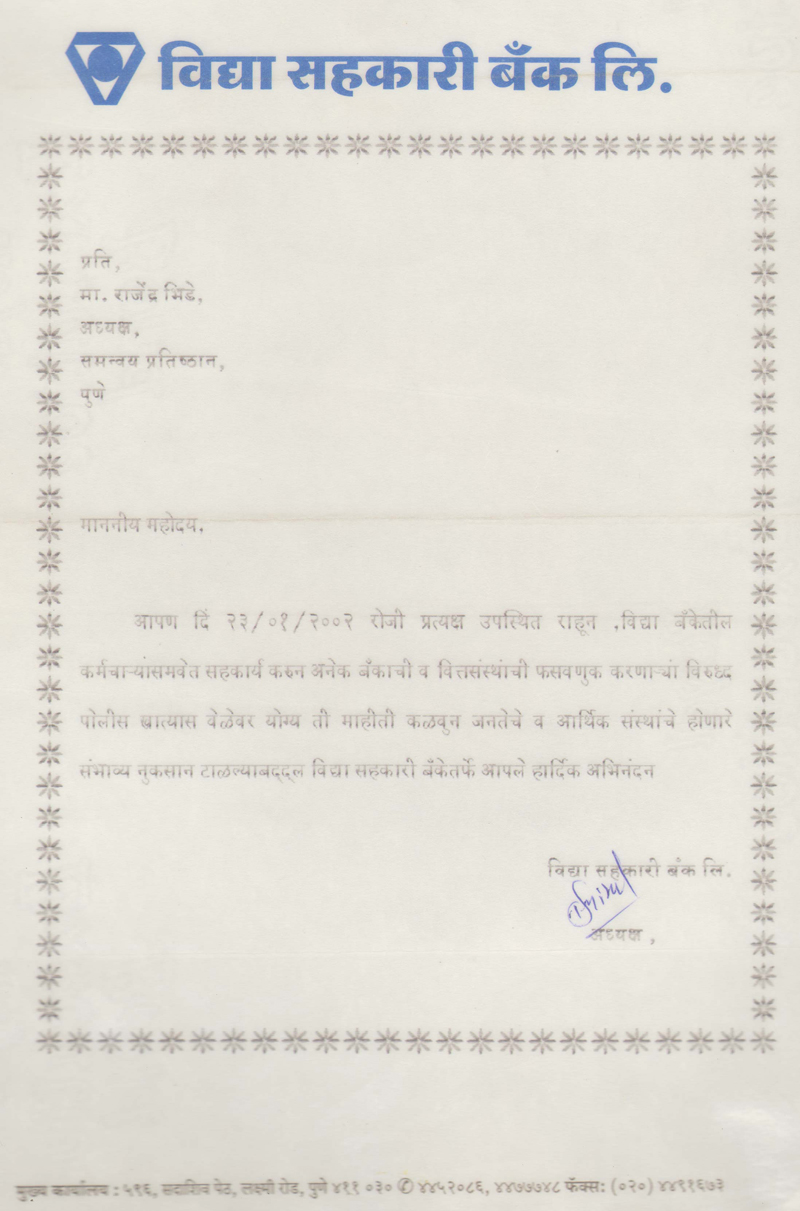 विद्या सहकारी बँक लि.
प्रति,
मा. राजेंद्र भिडे,
अध्यक्ष,
समन्वय प्रतिष्ठान,
पुणे
माननीय महोदय,
आपण दि २३/०१/२००२ रोजी प्रत्यक्ष उपस्थित राहून ,विद्या बँकेतील
कर्मचाऱ्यांसमवेत सहकार्य करुन अनेक बँकाची व वित्तसंस्थांची फसवणुक करणाऱ्या विरुध्द
पोलीस खात्यास वेळेवर योग्य ती माहीती कळवुन जनतेचे व आर्थिक संस्थांचे होणारे
संभाव्य नुकसान टाळल्याबद्दल विद्या सहकारी बँकेतर्फे आपले हार्दिक अभिनंदन
विद्या सहकारी बँक लि.
अध्यक्ष ,
मुख्य कार्यालय : ५१६, सदाशिव पेठ, लक्ष्मी रोड, पुणे ४११ ०३० ✆ ४४५२०८६, ४४७७७४८ फॅक्स: (०२०) ४४९१६७३